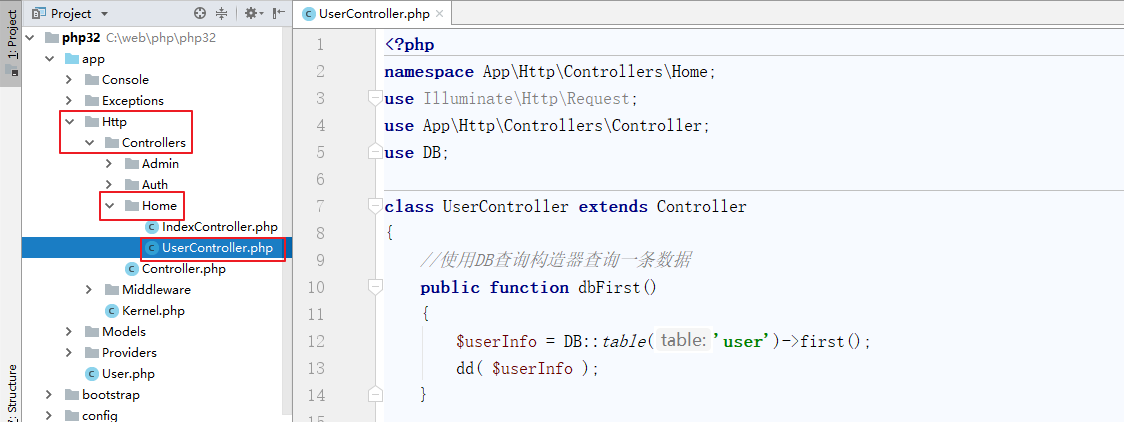 1: Project
Project
php32 C:\web\php\php32
app
Console
Exceptions
Http
Controllers
Admin
Auth
Home
IndexController.php
UserController.php
Controller.php
Middleware
Kernel.php
Models
Providers
User.php
bootstrap
config
Structure
UserController.php
1 <?php
2 namespace App\Http\Controllers\Home;
3 use Illuminate\Http\Request;
4 use App\Http\Controllers\Controller;
5 use DB;
6
7 class UserController extends Controller
8 {
9 //使用DB查询构造器查询一条数据
10 public function dbFirst()
11 {
12 $userInfo = DB::table( table: 'user')->first();
13 dd( $userInfo );
14 }